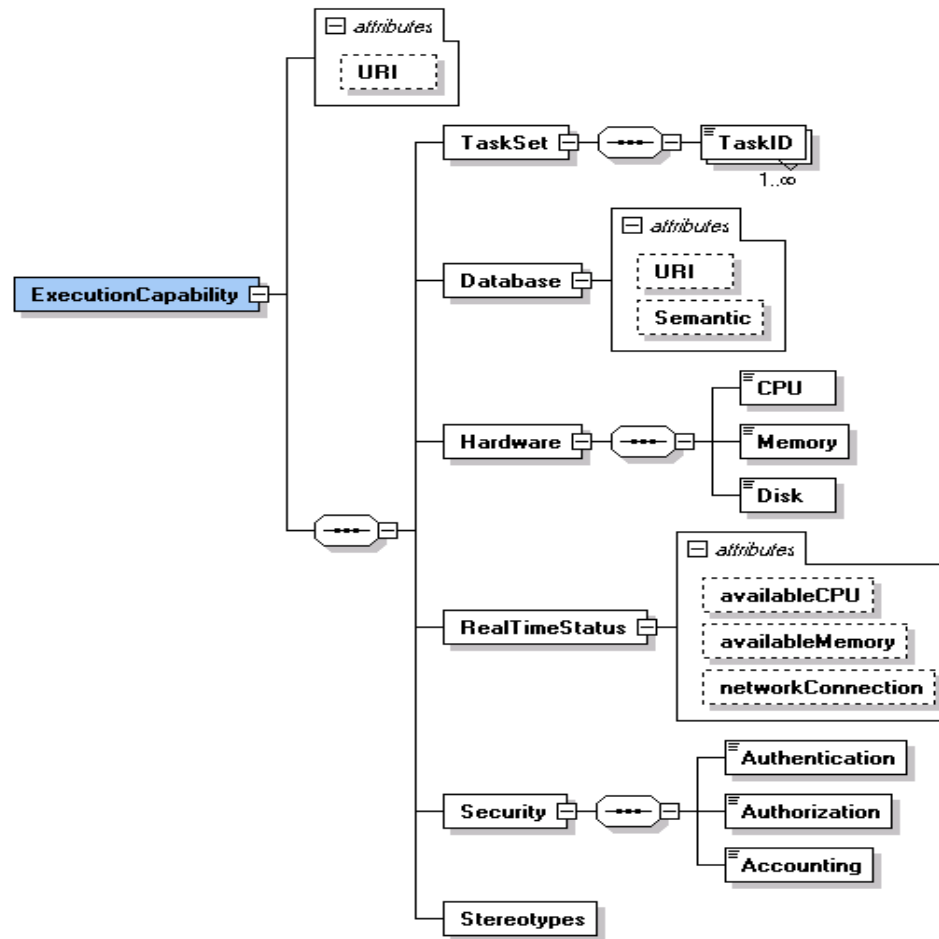 attributes
URI
TaskSet
TaskID
1..∞
attributes
URI
Database
Semantic
ExecutionCapability
CPU
Hardware
Memory
Disk
attributes
availableCPU
RealTimeStatus
availableMemory
networkConnection
Authentication
Security
Authorization
Accounting
Stereotypes